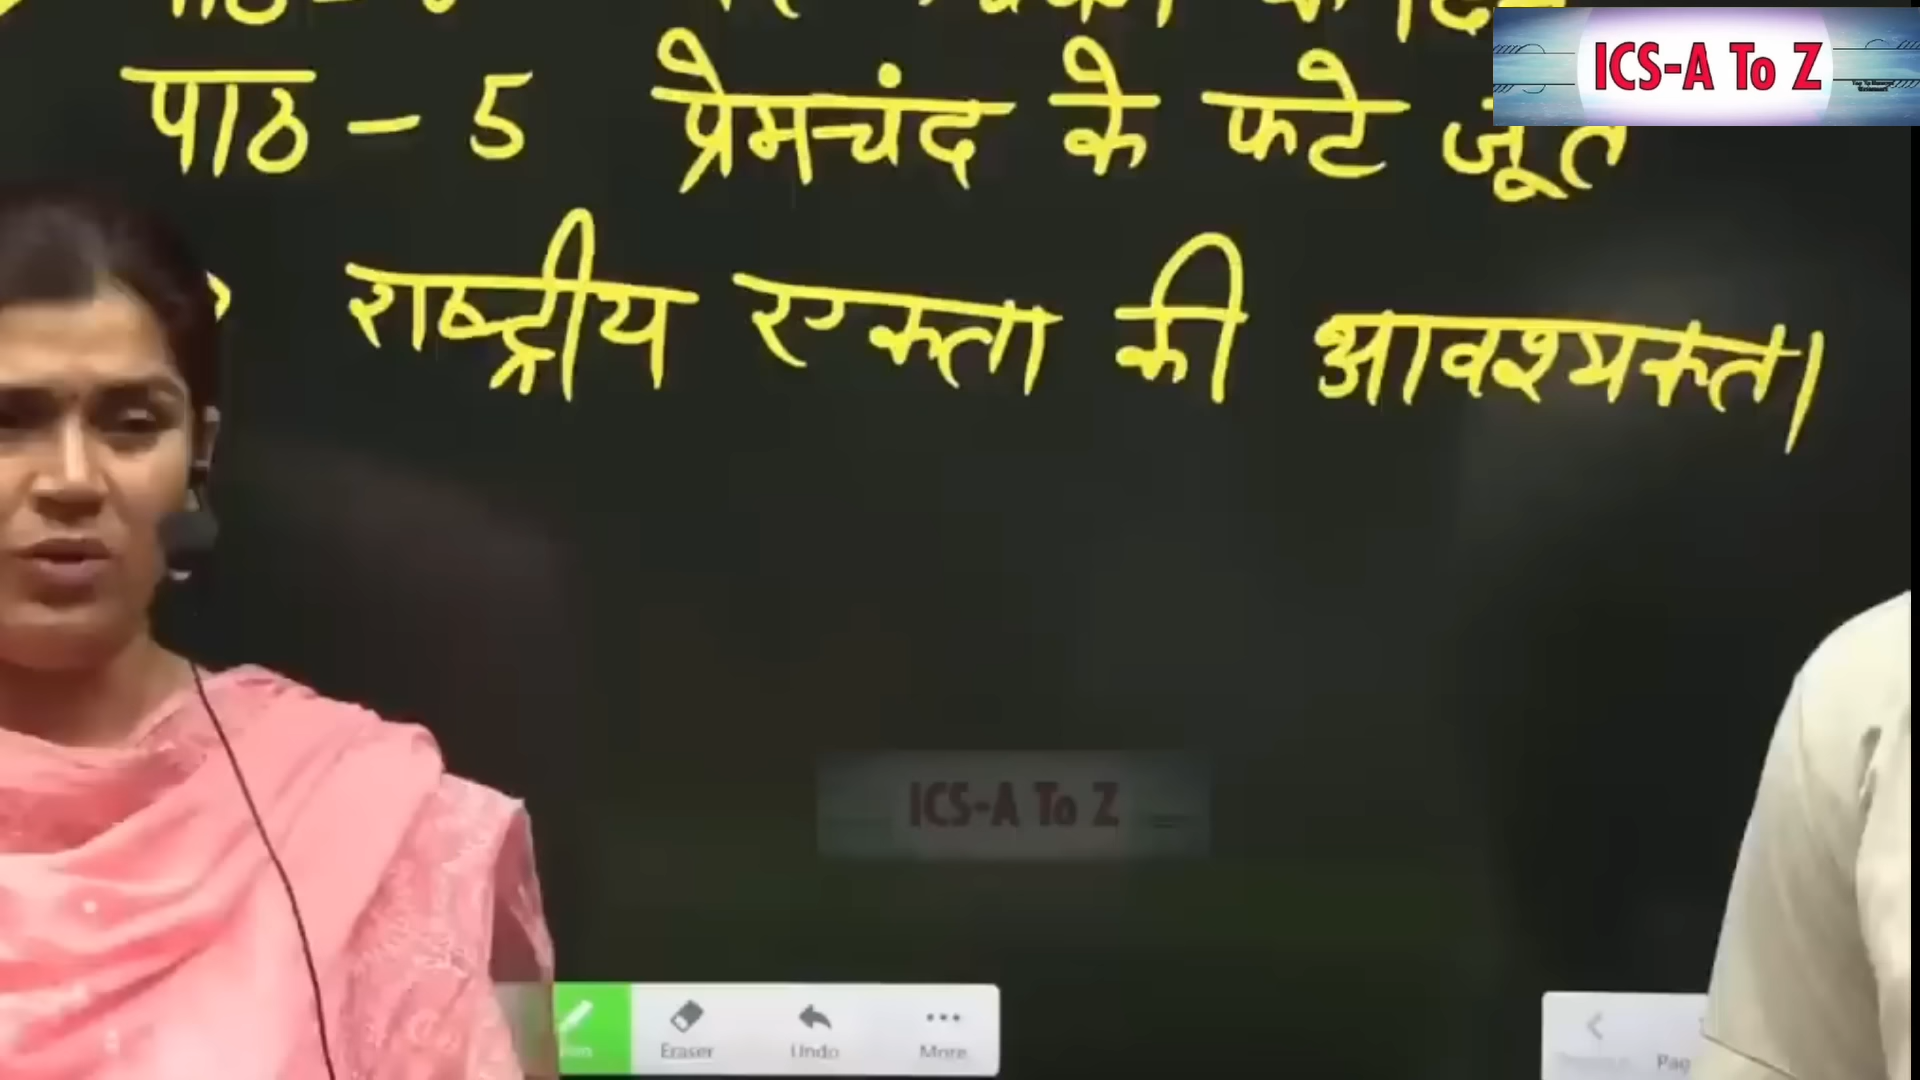 ICS-A To Z
पाठ - 5 प्रेमचंद के फटे जूते
राष्ट्रीय एकता की आवश्यकता
ICS-A To Z
Eraser Undo More